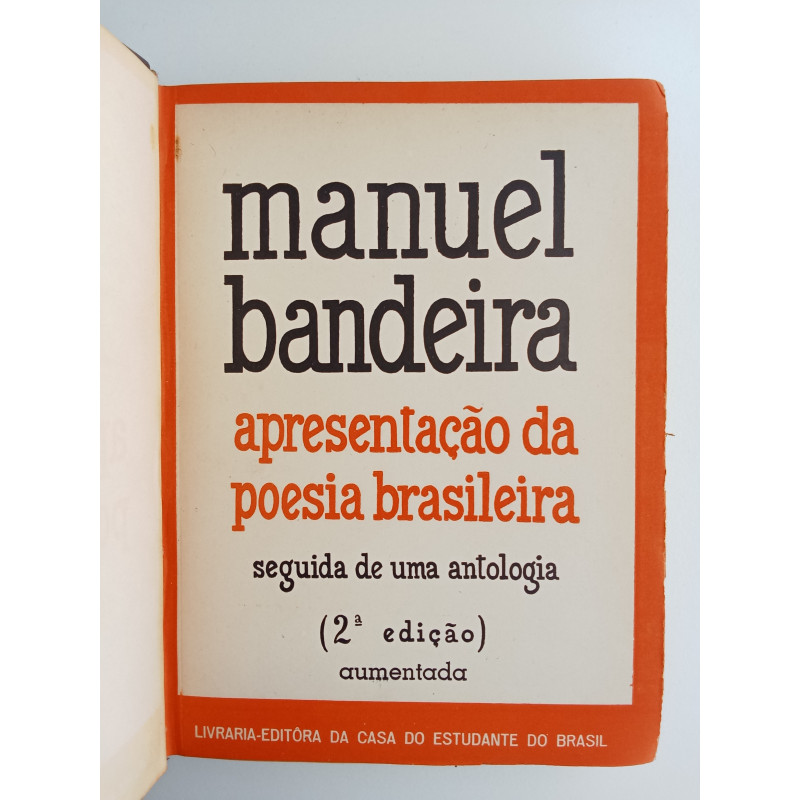 manuel
bandeira
apresentação da
poesia brasileira
seguida de uma antologia
(2ª edição)
aumentada
LIVRARIA-EDITÔRA DA CASA DO ESTUDANTE DO BRASIL